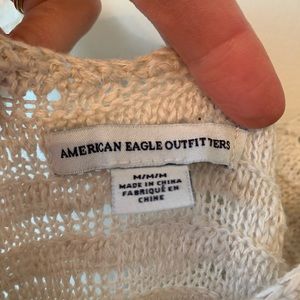 AMERICAN EAGLE OUTFITTERS
M/M/M
MADE IN CHINA
FABRIQUÉ EN
CHINE